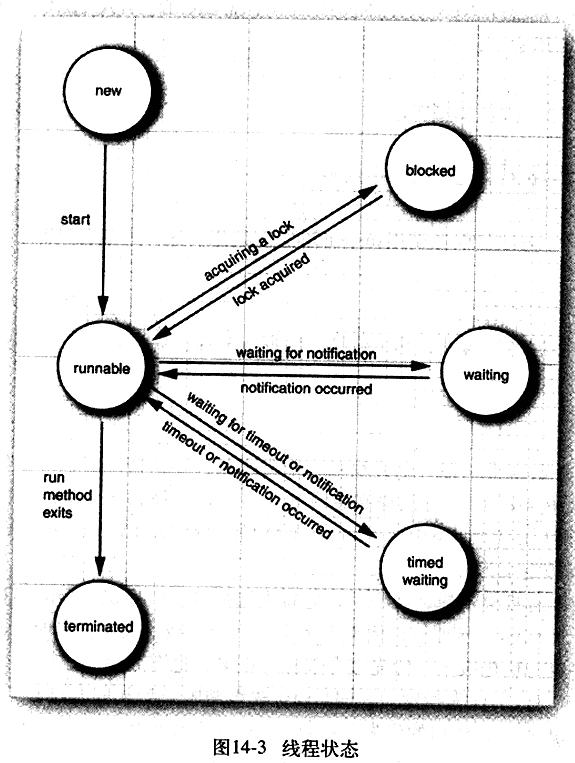 new
start
blocked
acquiring a lock
lock acquired
runnable
waiting for notification
notification occurred
waiting
waiting for timeout or notification
timeout or notification occurred
run
method
exits
timed
waiting
terminated
图14-3 线程状态